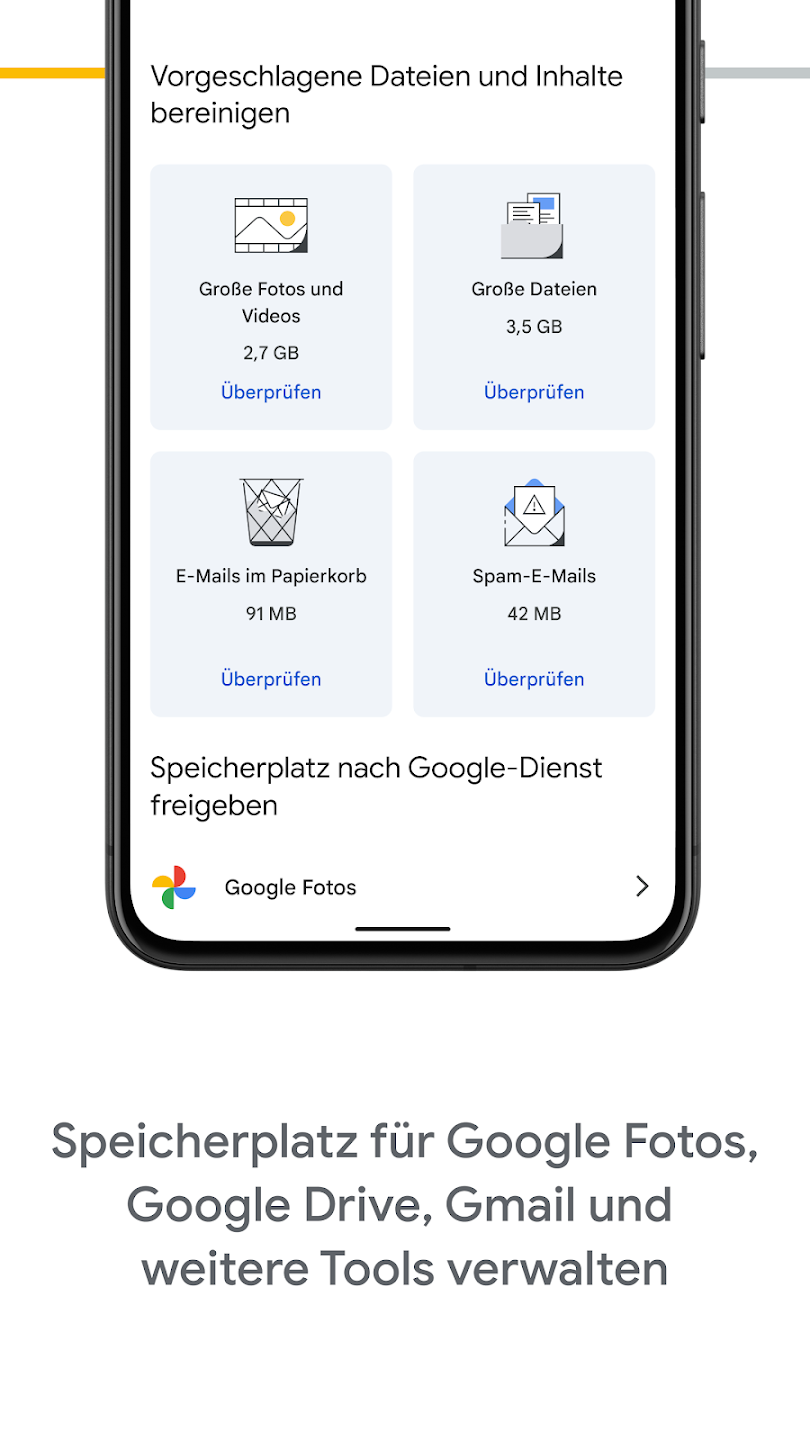 Vorgeschlagene Dateien und Inhalte
bereinigen
Große Fotos und
Videos
2,7 GB
Überprüfen
Große Dateien
3,5 GB
Überprüfen
E-Mails im Papierkorb
91 MB
Überprüfen
Spam-E-Mails
42 MB
Überprüfen
Speicherplatz nach Google-Dienst
freigeben
Google Fotos
Speicherplatz für Google Fotos,
Google Drive, Gmail und
weitere Tools verwalten